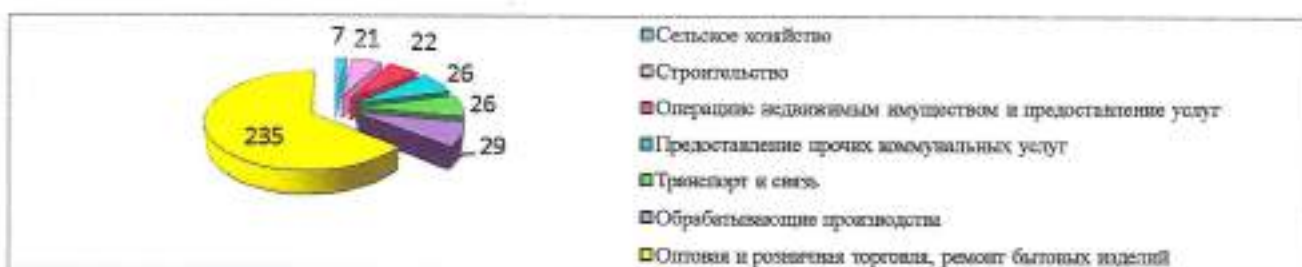 7 21 22
26
26
29
235
Сельское хозяйство
Строительство
Операциис недвижимым имуществом и предоставление услуг
Предоставление прочих коммунальных услуг
Транспорт и связь
Обрабатывающие производства
Оптовая и розничная торговля, ремонт бытовых изделий